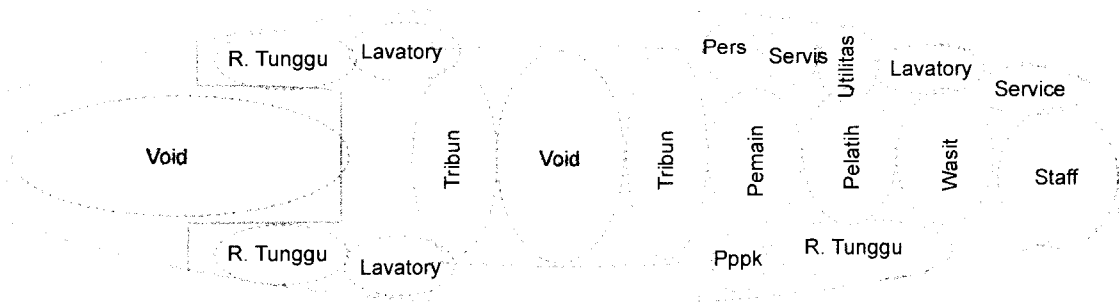 R. Tunggu
Lavatory
Pers
Servis
Utilitas
Lavatory
Service
Void
Tribun
Void
Tribun
Pemain
Pelatih
Wasit
Staff
R. Tunggu
Lavatory
Pppk
R. Tunggu